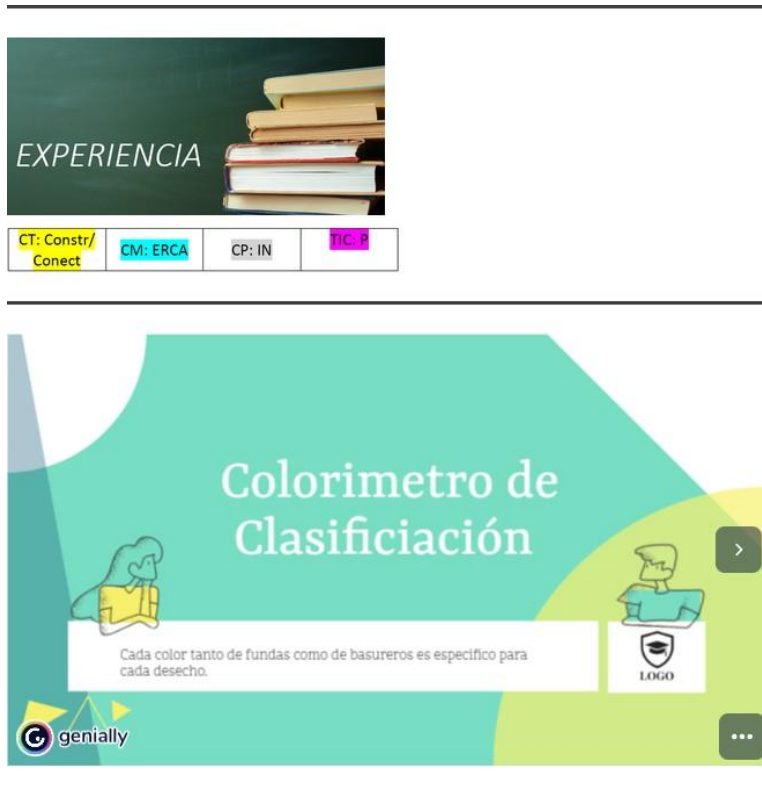 EXPERIENCIA
CT: Constr/
Conect
CM: ERCA
CP: IN
TIC: P
Colorimetro de
Clasificiación
Cada color tanto de fundas como de basureros es especifico para
cada desecho.
LOGO
genially